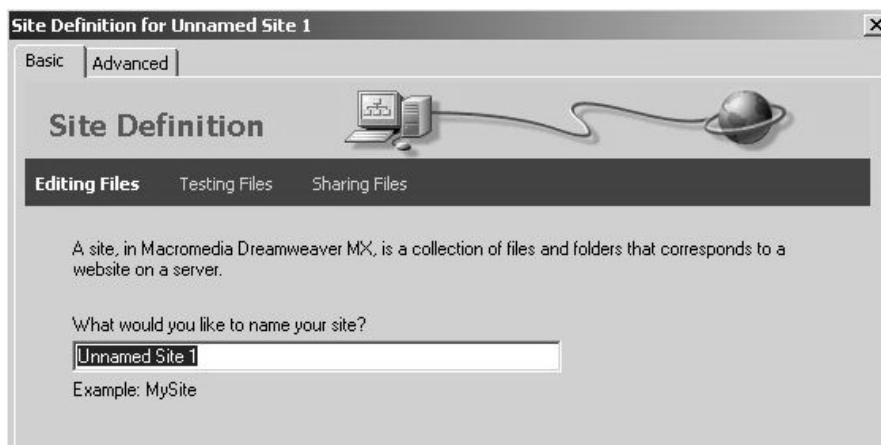 Site Definition for Unnamed Site 1
Basic Advanced
Site Definition
Editing Files Testing Files Sharing Files
A site, in Macromedia Dreamweaver MX, is a collection of files and folders that corresponds to a
website on a server.
What would you like to name your site?
Unnamed Site 1
Example: MySite